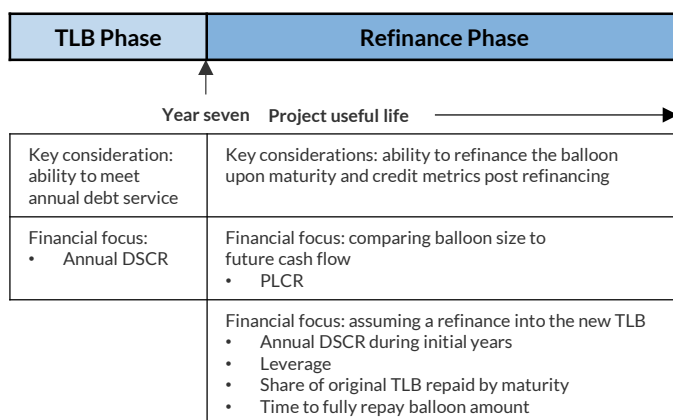 TLB Phase
Refinance Phase
Year seven
Project useful life
Key consideration:
ability to meet
annual debt service
Key considerations: ability to refinance the balloon
upon maturity and credit metrics post refinancing
Financial focus:
• Annual DSCR
Financial focus: comparing balloon size to
future cash flow
• PLCR
Financial focus: assuming a refinance into the new TLB
• Annual DSCR during initial years
• Leverage
• Share of original TLB repaid by maturity
• Time to fully repay balloon amount